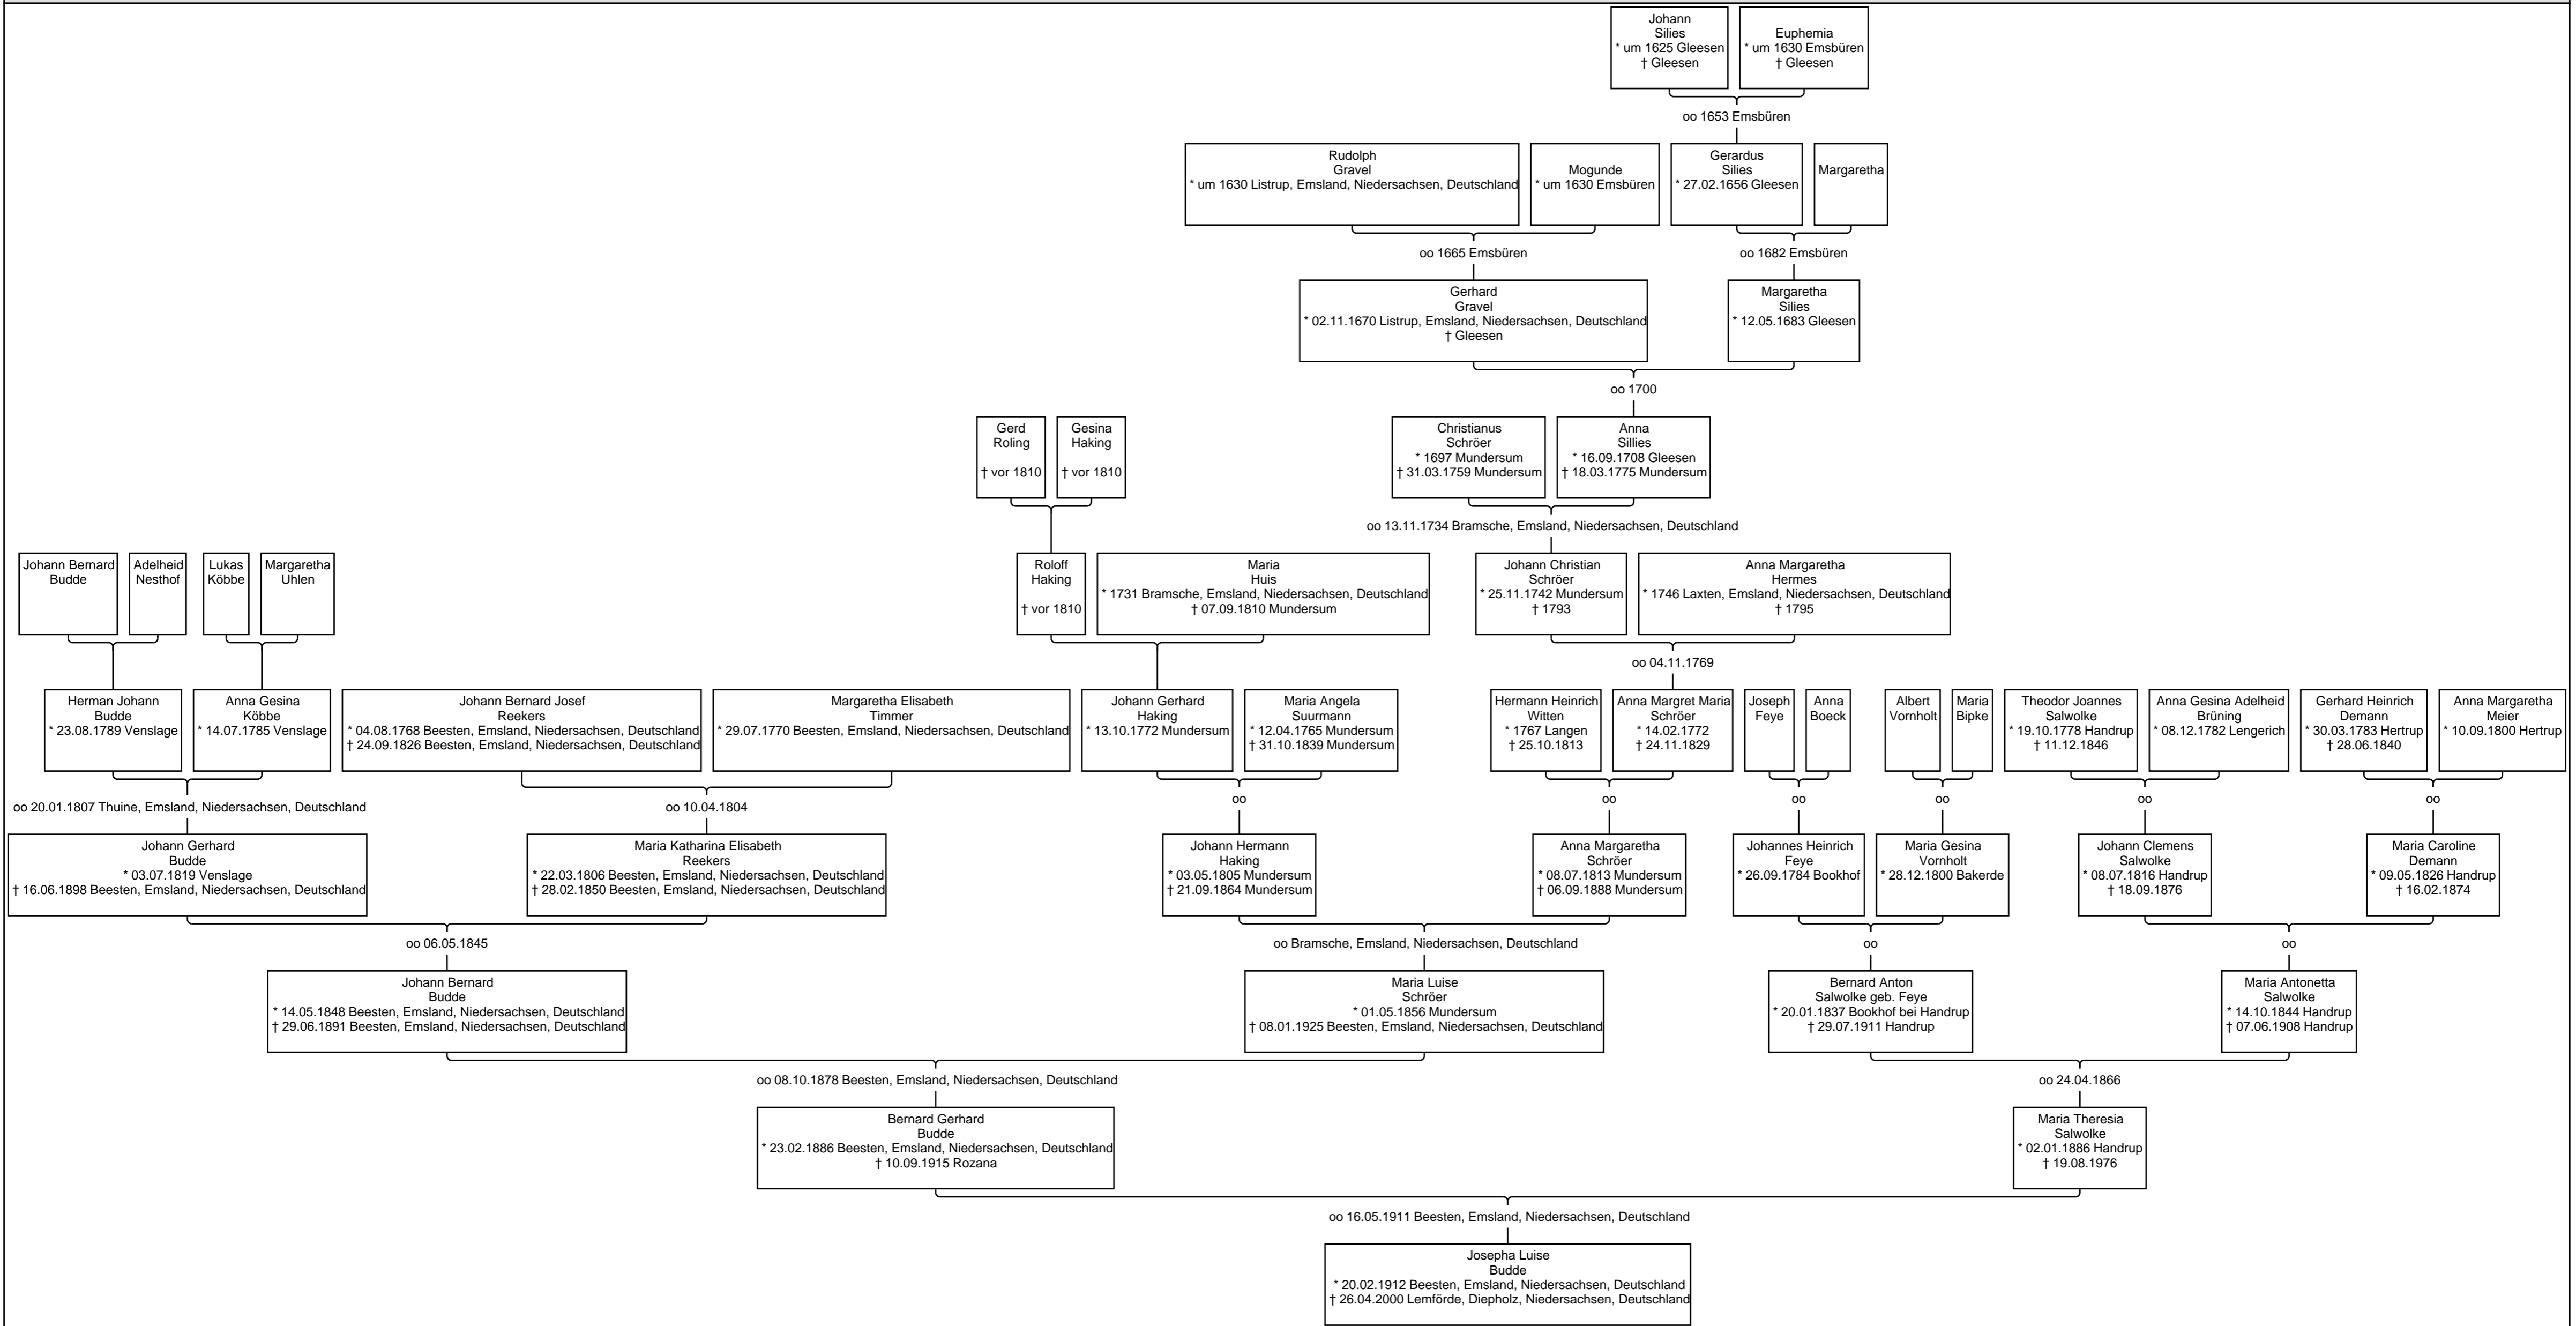 Johann
Silies
* um 1625 Gleesen
† Gleesen
Euphemia
* um 1630 Emsbüren
† Gleesen
oo 1653 Emsbüren
Rudolph
Gravel
* um 1630 Listrup, Emsland, Niedersachsen, Deutschland
Mogunde
* um 1630 Emsbüren
Gerardus
Silies
* 27.02.1656 Gleesen
Margaretha
oo 1665 Emsbüren
oo 1682 Emsbüren
Gerhard
Gravel
* 02.11.1670 Listrup, Emsland, Niedersachsen, Deutschland
† Gleesen
Margaretha
Silies
* 12.05.1683 Gleesen
oo 1700
Gerd
Roling
† vor 1810
Gesina
Haking
† vor 1810
Christianus
Schröer
* 1697 Mundersum
† 31.03.1759 Mundersum
Anna
Sillies
* 16.09.1708 Gleesen
† 18.03.1775 Mundersum
oo 13.11.1734 Bramsche, Emsland, Niedersachsen, Deutschland
Johann Bernard
Budde
Adelheid
Nesthof
Lukas
Köbbe
Margaretha
Uhlen
Roloff
Haking
† vor 1810
Maria
Huis
* 1731 Bramsche, Emsland, Niedersachsen, Deutschland
† 07.09.1810 Mundersum
Johann Christian
Schröer
* 25.11.1742 Mundersum
† 1793
Anna Margaretha
Hermes
* 1746 Laxten, Emsland, Niedersachsen, Deutschland
† 1795
oo 04.11.1769
Herman Johann
Budde
* 23.08.1789 Venslage
Anna Gesina
Köbbe
* 14.07.1785 Venslage
Johann Bernard Josef
Reekers
* 04.08.1768 Beesten, Emsland, Niedersachsen, Deutschland
† 24.09.1826 Beesten, Emsland, Niedersachsen, Deutschland
Margaretha Elisabeth
Timmer
* 29.07.1770 Beesten, Emsland, Niedersachsen, Deutschland
Johann Gerhard
Haking
* 13.10.1772 Mundersum
Maria Angela
Suurmann
* 12.04.1765 Mundersum
† 31.10.1839 Mundersum
Hermann Heinrich
Witten
* 1767 Langen
† 25.10.1813
Anna Margret Maria
Schröer
* 14.02.1772
† 24.11.1829
Joseph
Feye
Anna
Boeck
Albert
Vornholt
Maria
Bipke
Theodor Joannes
Salwolke
* 19.10.1778 Handrup
† 11.12.1846
Anna Gesina Adelheid
Brüning
* 08.12.1782 Lengerich
Gerhard Heinrich
Demann
* 30.03.1783 Hertrup
† 28.06.1840
Anna Margaretha
Meier
* 10.09.1800 Hertrup
oo 20.01.1807 Thuine, Emsland, Niedersachsen, Deutschland
oo 10.04.1804
oo
oo
oo
oo
oo
oo
Johann Gerhard
Budde
* 03.07.1819 Venslage
† 16.06.1898 Beesten, Emsland, Niedersachsen, Deutschland
Maria Katharina Elisabeth
Reekers
* 22.03.1806 Beesten, Emsland, Niedersachsen, Deutschland
† 28.02.1850 Beesten, Emsland, Niedersachsen, Deutschland
Johann Hermann
Haking
* 03.05.1805 Mundersum
† 21.09.1864 Mundersum
Anna Margaretha
Schröer
* 08.07.1813 Mundersum
† 06.09.1888 Mundersum
Johannes Heinrich
Feye
* 26.09.1784 Bookhof
Maria Gesina
Vornholt
* 28.12.1800 Bakerde
Johann Clemens
Salwolke
* 08.07.1816 Handrup
† 18.09.1876
Maria Caroline
Demann
* 09.05.1826 Handrup
† 16.02.1874
oo 06.05.1845
oo Bramsche, Emsland, Niedersachsen, Deutschland
oo
oo
Johann Bernard
Budde
* 14.05.1848 Beesten, Emsland, Niedersachsen, Deutschland
† 29.06.1891 Beesten, Emsland, Niedersachsen, Deutschland
Maria Luise
Schröer
* 01.05.1856 Mundersum
† 08.01.1925 Beesten, Emsland, Niedersachsen, Deutschland
Bernard Anton
Salwolke geb. Feye
* 20.01.1837 Bookhof bei Handrup
† 29.07.1911 Handrup
Maria Antonetta
Salwolke
* 14.10.1844 Handrup
† 07.06.1908 Handrup
oo 08.10.1878 Beesten, Emsland, Niedersachsen, Deutschland
oo 24.04.1866
Bernard Gerhard
Budde
* 23.02.1886 Beesten, Emsland, Niedersachsen, Deutschland
† 10.09.1915 Rozana
Maria Theresia
Salwolke
* 02.01.1886 Handrup
† 19.08.1976
oo 16.05.1911 Beesten, Emsland, Niedersachsen, Deutschland
Josepha Luise
Budde
* 20.02.1912 Beesten, Emsland, Niedersachsen, Deutschland
† 26.04.2000 Lemförde, Diepholz, Niedersachsen, Deutschland